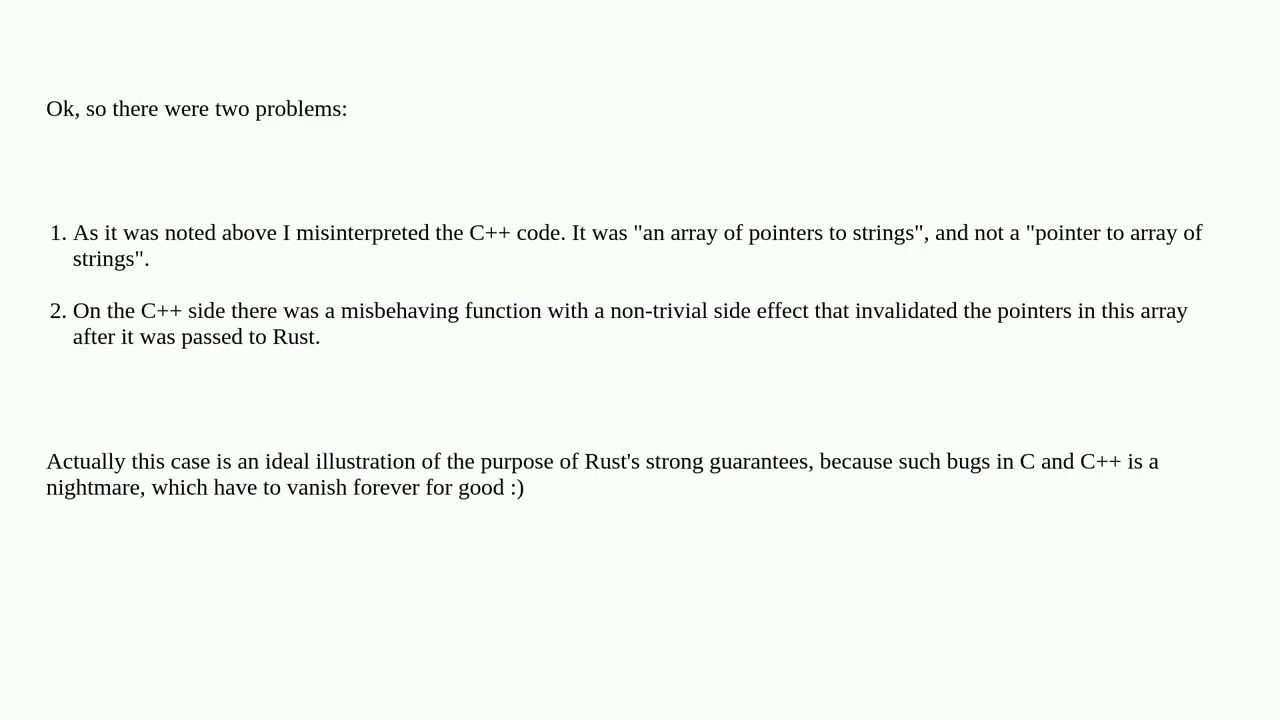 Ok, so there were two problems:
1. As it was noted above I misinterpreted the C++ code. It was "an array of pointers to strings", and not a "pointer to array of
strings".
2. On the C++ side there was a misbehaving function with a non-trivial side effect that invalidated the pointers in this array
after it was passed to Rust.
Actually this case is an ideal illustration of the purpose of Rust's strong guarantees, because such bugs in C and C++ is a
nightmare, which have to vanish forever for good :)